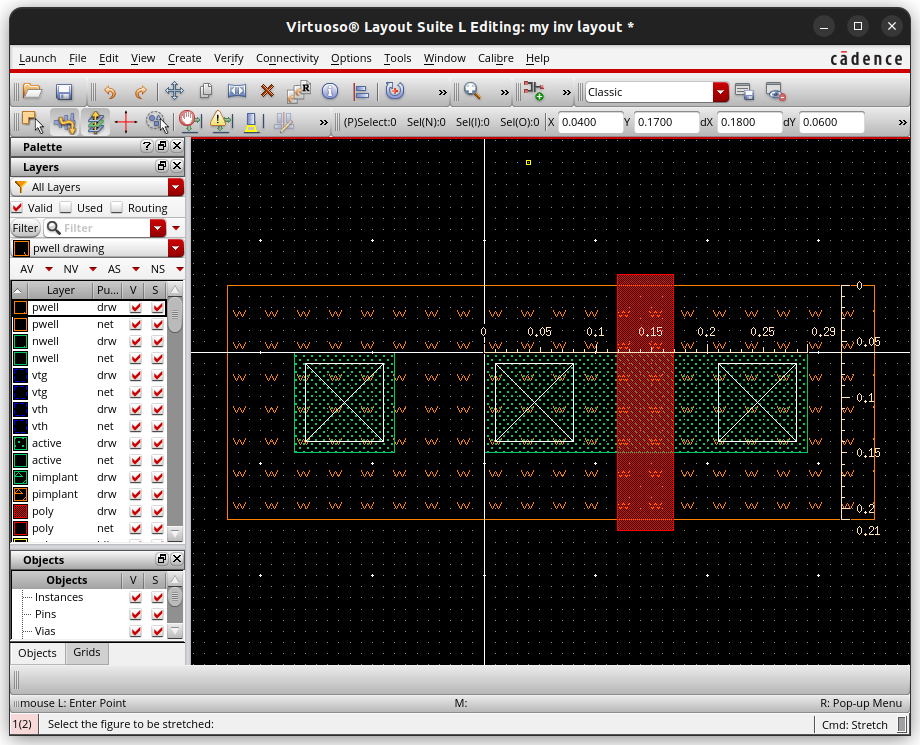 Virtuoso® Layout Suite L Editing: my inv layout *
Launch File Edit View Create Verify Connectivity Options Tools Window Calibre Help cādence
» » » Classic
» (P)Select:0 Sel(N):0 Sel(I):0 Sel(O):0 X 0.0400 Y 0.1700 dX 0.1800 dY 0.0600 »
Palette ?
Layers
All Layers
Valid Used Routing
Filter Filter
pwell drawing
AV NV AS NS
Layer Pu... V S
pwell drw
pwell net
nwell drw
nwell net
vtg drw
vtg net
vth drw
vth net
active drw
active net
nimplant drw
pimplant drw
poly drw
poly net
Objects
Objects V S
Instances
Pins
Vias
Objects Grids
0 0.05 0.1 0.15 0.2 0.25 0.29
0
0.05
0.1
0.15
0.2
0.21
mouse L: Enter Point M: R: Pop-up Menu
1(2) Select the figure to be stretched: Cmd: Stretch